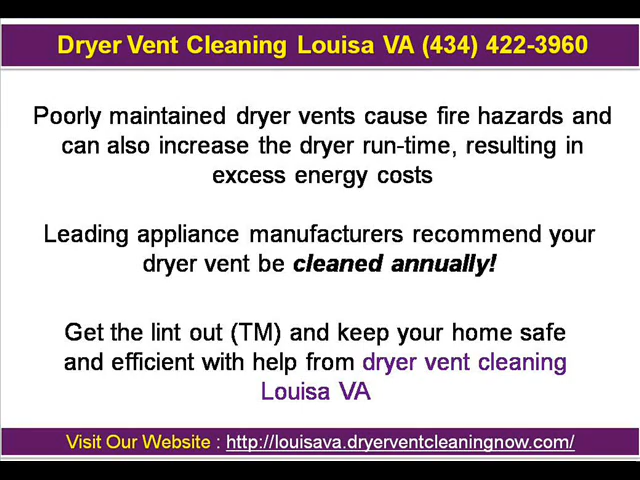 Dryer Vent Cleaning Louisa VA (434) 422-3960
Poorly maintained dryer vents cause fire hazards and
can also increase the dryer run-time, resulting in
excess energy costs
Leading appliance manufacturers recommend your
dryer vent be cleaned annually!
Get the lint out (TM) and keep your home safe
and efficient with help from dryer vent cleaning
Louisa VA
Visit Our Website : http://louisava.dryerventcleaningnow.com/